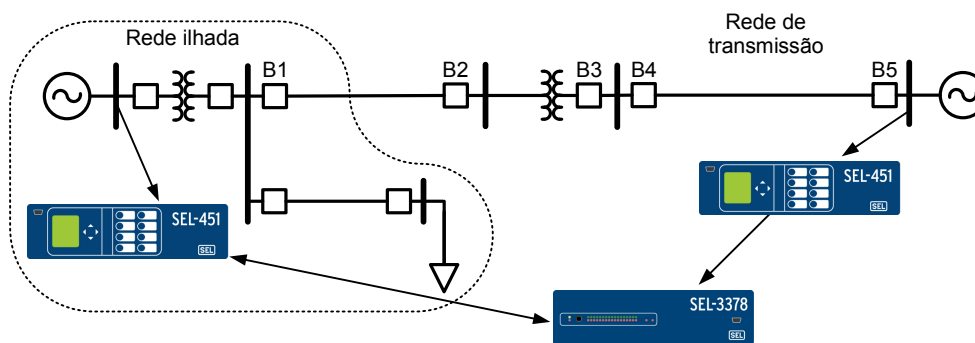 Rede ilhada
Rede de
transmissão
B1
B2
B3
B4
B5
SEL-451
SEL
SEL-451
SEL
SEL-3378
SEL